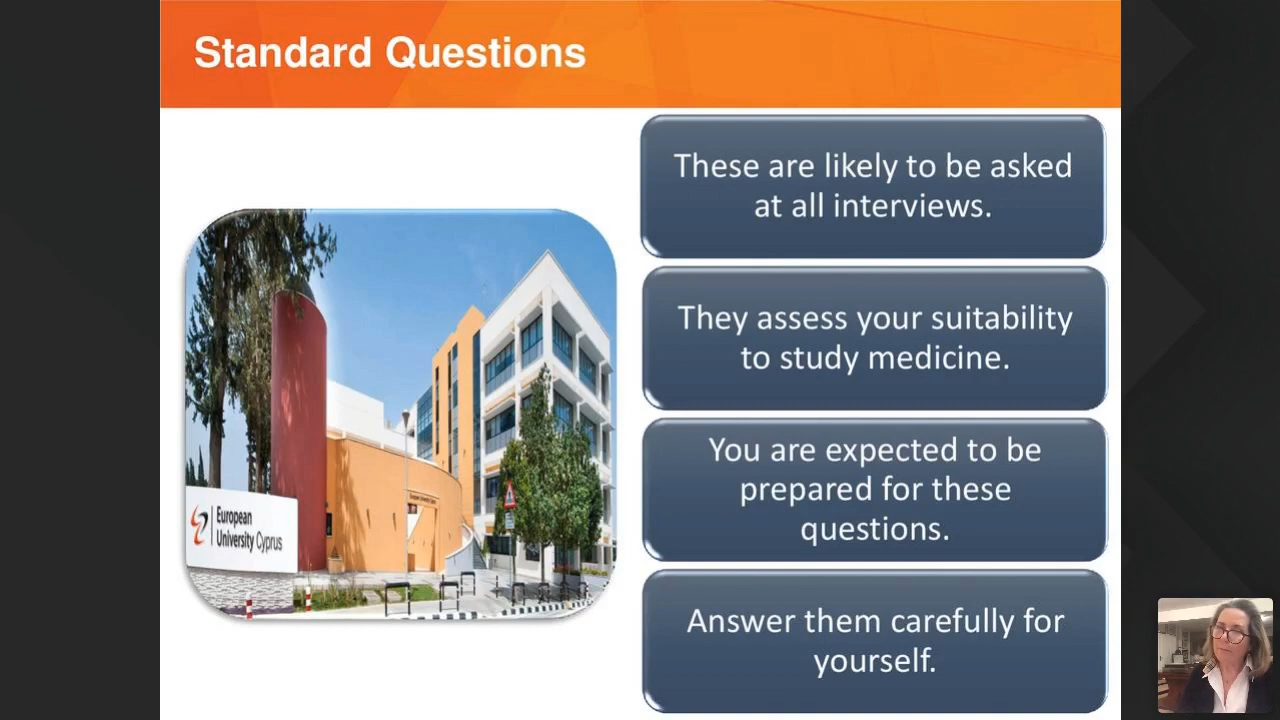 Standard Questions
These are likely to be asked
at all interviews.
They assess your suitability
to study medicine.
You are expected to be
prepared for these
questions.
Answer them carefully for
yourself.
European
University Cyprus